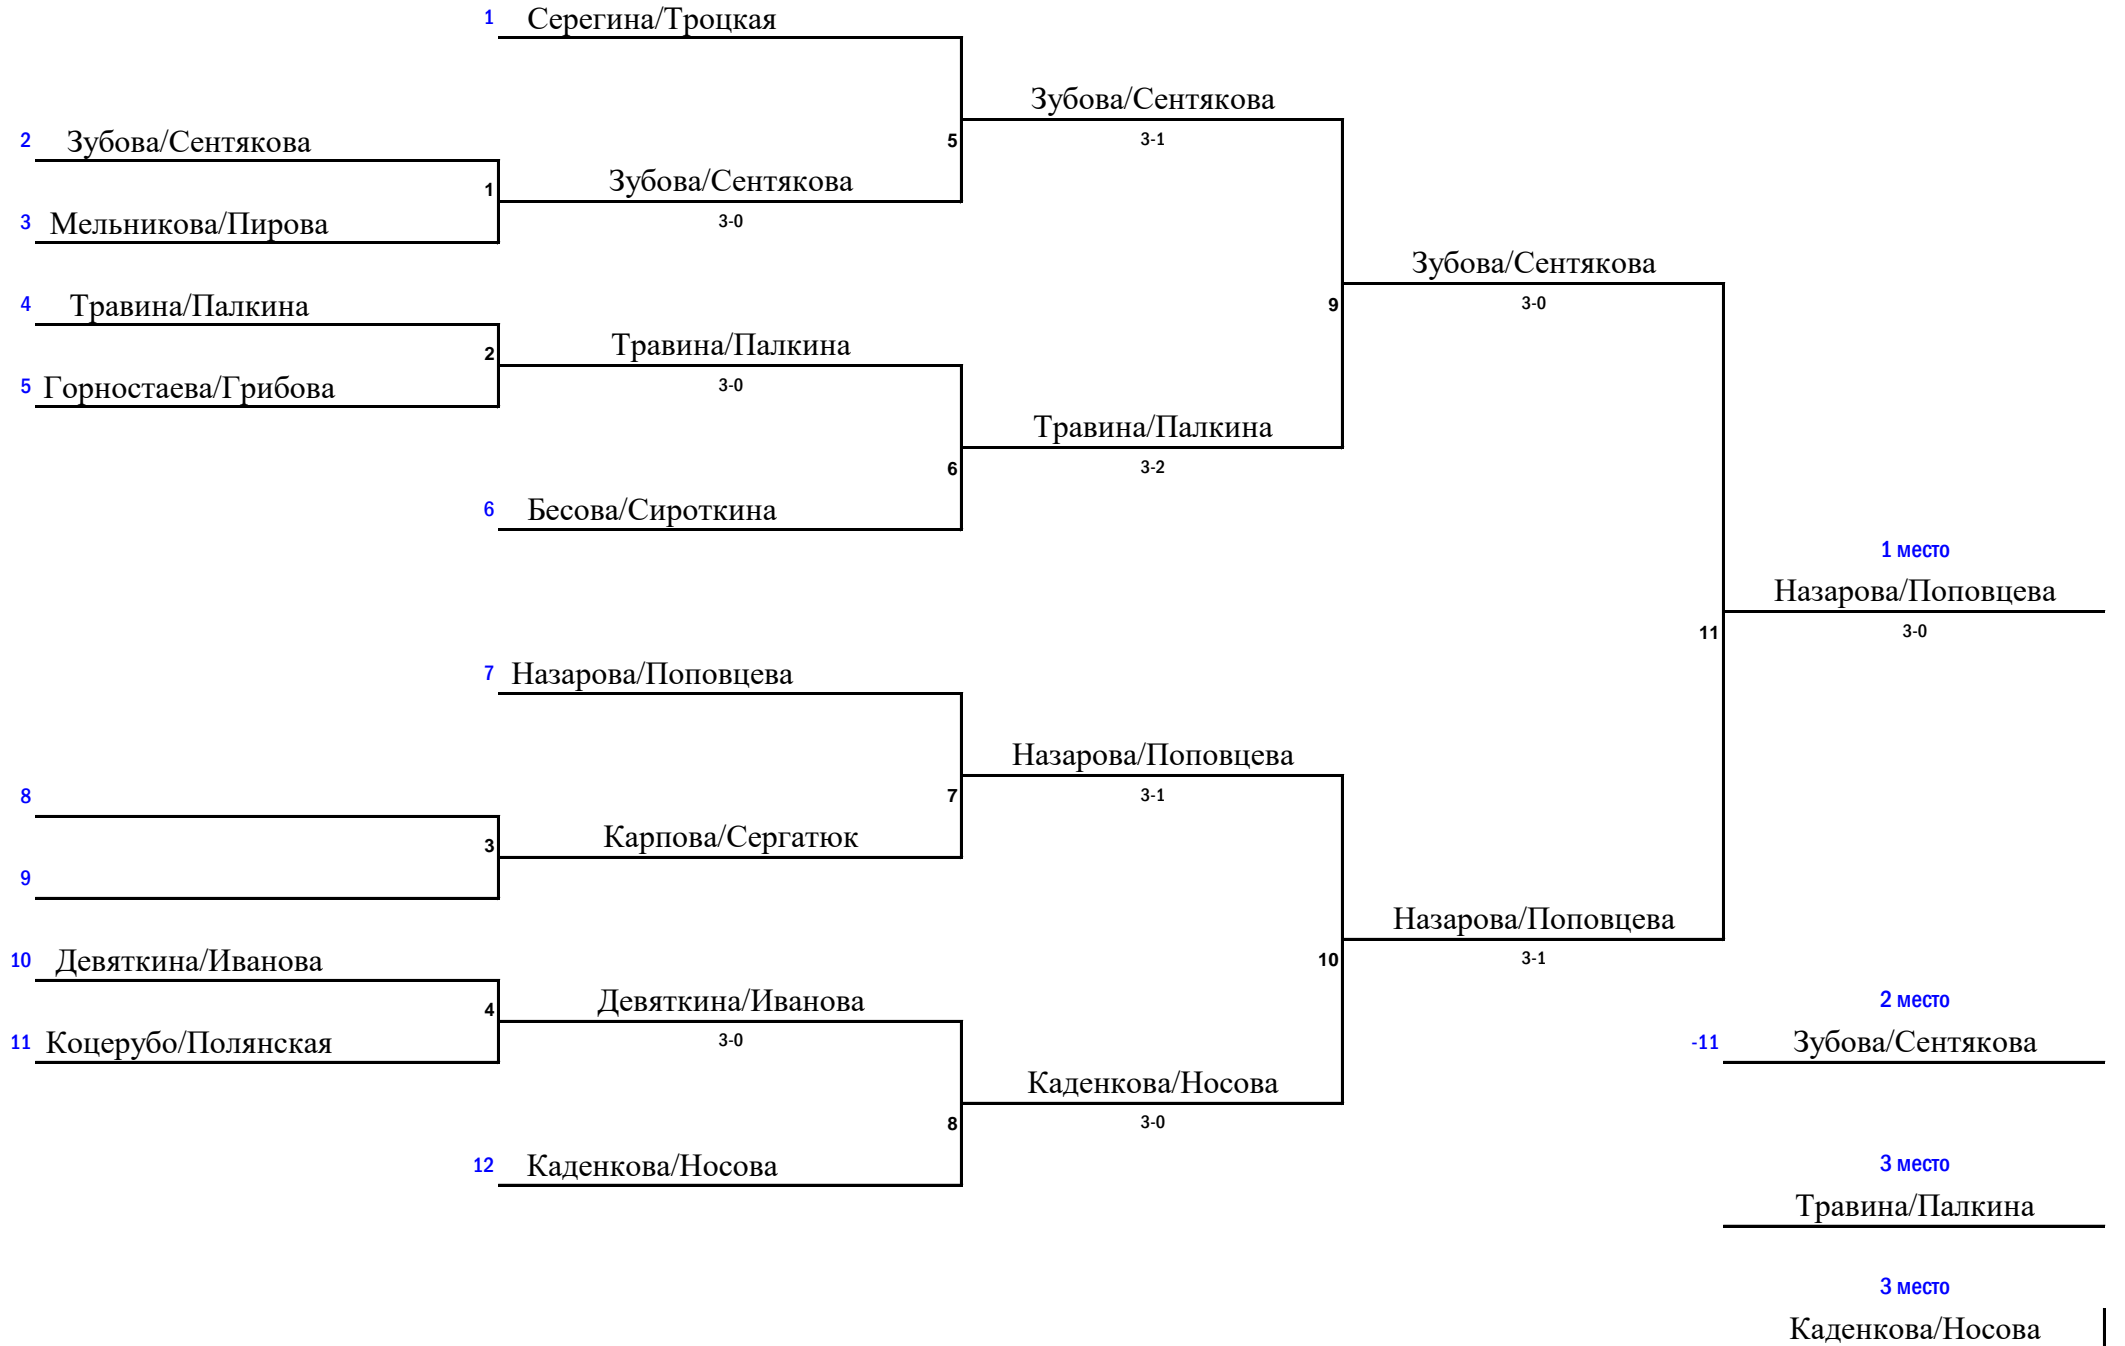 1 Серегина/Троцкая
Зубова/Сентякова
2 Зубова/Сентякова
5 3-1
Зубова/Сентякова
1
3 Мельникова/Пирова
3-0
Зубова/Сентякова
4 Травина/Палкина
9 3-0
Травина/Палкина
2
5 Горностаева/Грибова
3-0
Травина/Палкина
6 3-2
6 Бесова/Сироткина
1 место
Назарова/Поповцева
11 3-0
7 Назарова/Поповцева
Назарова/Поповцева
8
7 3-1
Карпова/Сергатюк
3
9
Назарова/Поповцева
10 Девяткина/Иванова
10 3-1
Девяткина/Иванова
4
2 место
11 Коцерубо/Полянская
3-0
-11 Зубова/Сентякова
Каденкова/Носова
8 3-0
12 Каденкова/Носова
3 место
Травина/Палкина
3 место
Каденкова/Носова